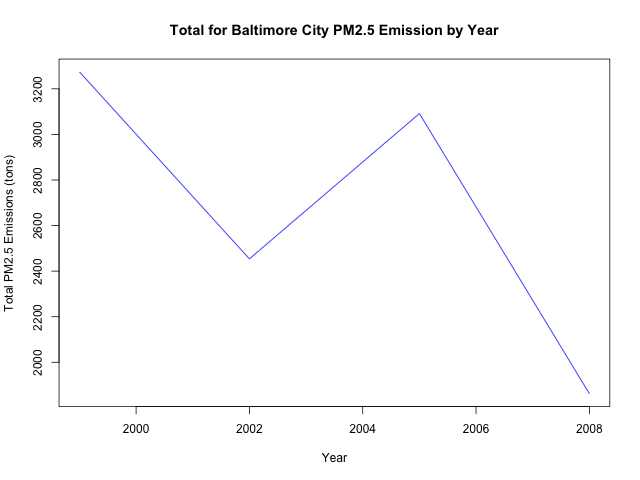 Total for Baltimore City PM2.5 Emission by Year
Total PM2.5 Emissions (tons)
3200
3000
2800
2600
2400
2200
2000
2000 2002 2004 2006 2008
Year